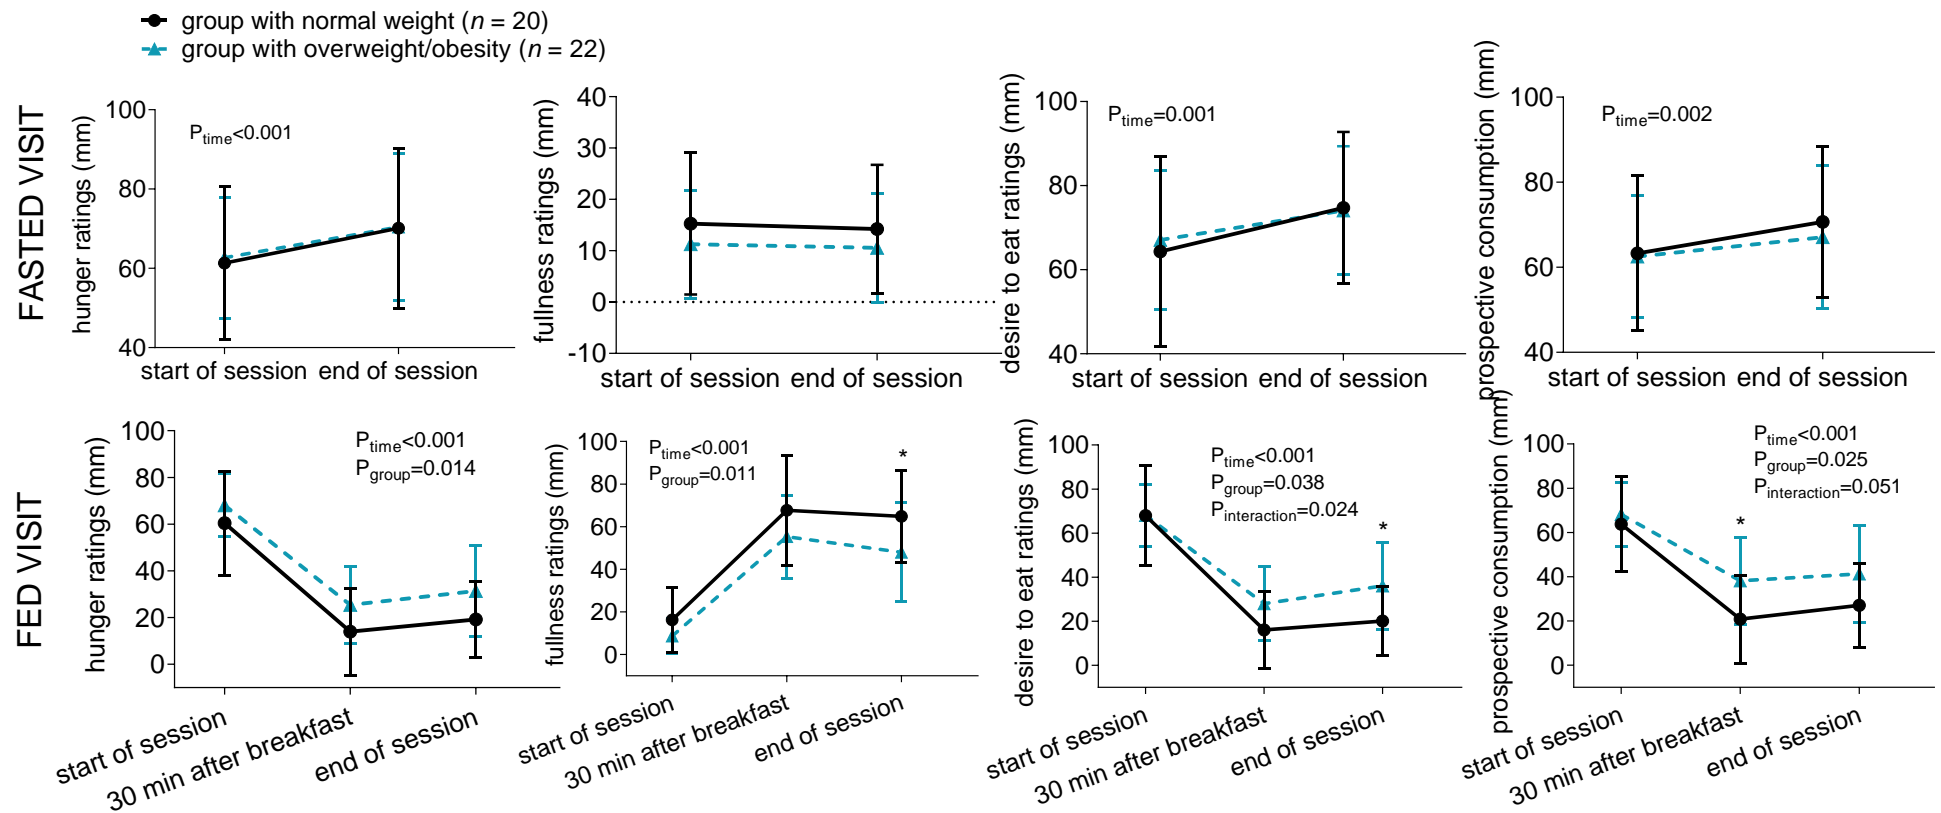 group with normal weight (n = 20)
group with overweight/obesity (n = 22)
FASTED VISIT
hunger ratings (mm)
100
80
60
40
Ptime<0.001
start of session end of session
fullness ratings (mm)
40
30
20
10
0
-10
start of session end of session
desire to eat ratings (mm)
100
80
60
40
Ptime=0.001
start of session end of session
prospective consumption (mm)
100
80
60
40
Ptime=0.002
start of session end of session
FED VISIT
hunger ratings (mm)
100
80
60
40
20
0
Ptime<0.001
Pgroup=0.014
start of session
30 min after breakfast
end of session
fullness ratings (mm)
100
80
60
40
20
0
Ptime<0.001
Pgroup=0.011
*
start of session
30 min after breakfast
end of session
desire to eat ratings (mm)
100
80
60
40
20
0
Ptime<0.001
Pgroup=0.038
Pinteraction=0.024
*
start of session
30 min after breakfast
end of session
prospective consumption (mm)
100
80
60
40
20
0
Ptime<0.001
Pgroup=0.025
Pinteraction=0.051
*
start of session
30 min after breakfast
end of session